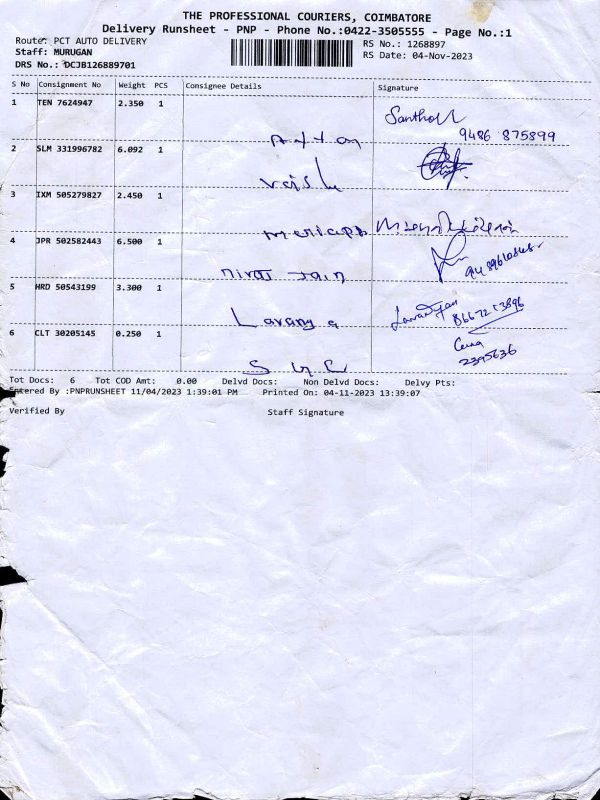 THE PROFESSIONAL COURIERS, COIMBATORE
Delivery Runsheet - PNP - Phone No.:0422-3505555 - Page No.:1
Route: PCT AUTO DELIVERY
RS No.: 1268897
Staff: MURUGAN
RS Date: 04-Nov-2023
DRS No.: DCJB126889701
S No Consignment No Weight PCS Consignee Details Signature
1 TEN 7624947 2.350 1
9486 875899
2 SLM 331996782 6.092 1
3 IXM 505279827 2.450 1
4 JPR 502582443 6.500 1
Jain
5 HRD 50543199 3.300 1
6 CLT 30205145 0.250 1
2395636
Tot Docs: 6 Tot COD Amt: 0.00 Delvd Docs: Non Delvd Docs: Delvy Pts:
Entered By :PNPRUNSHEET 11/04/2023 1:39:01 PM Printed On: 04-11-2023 13:39:07
Verified By Staff Signature